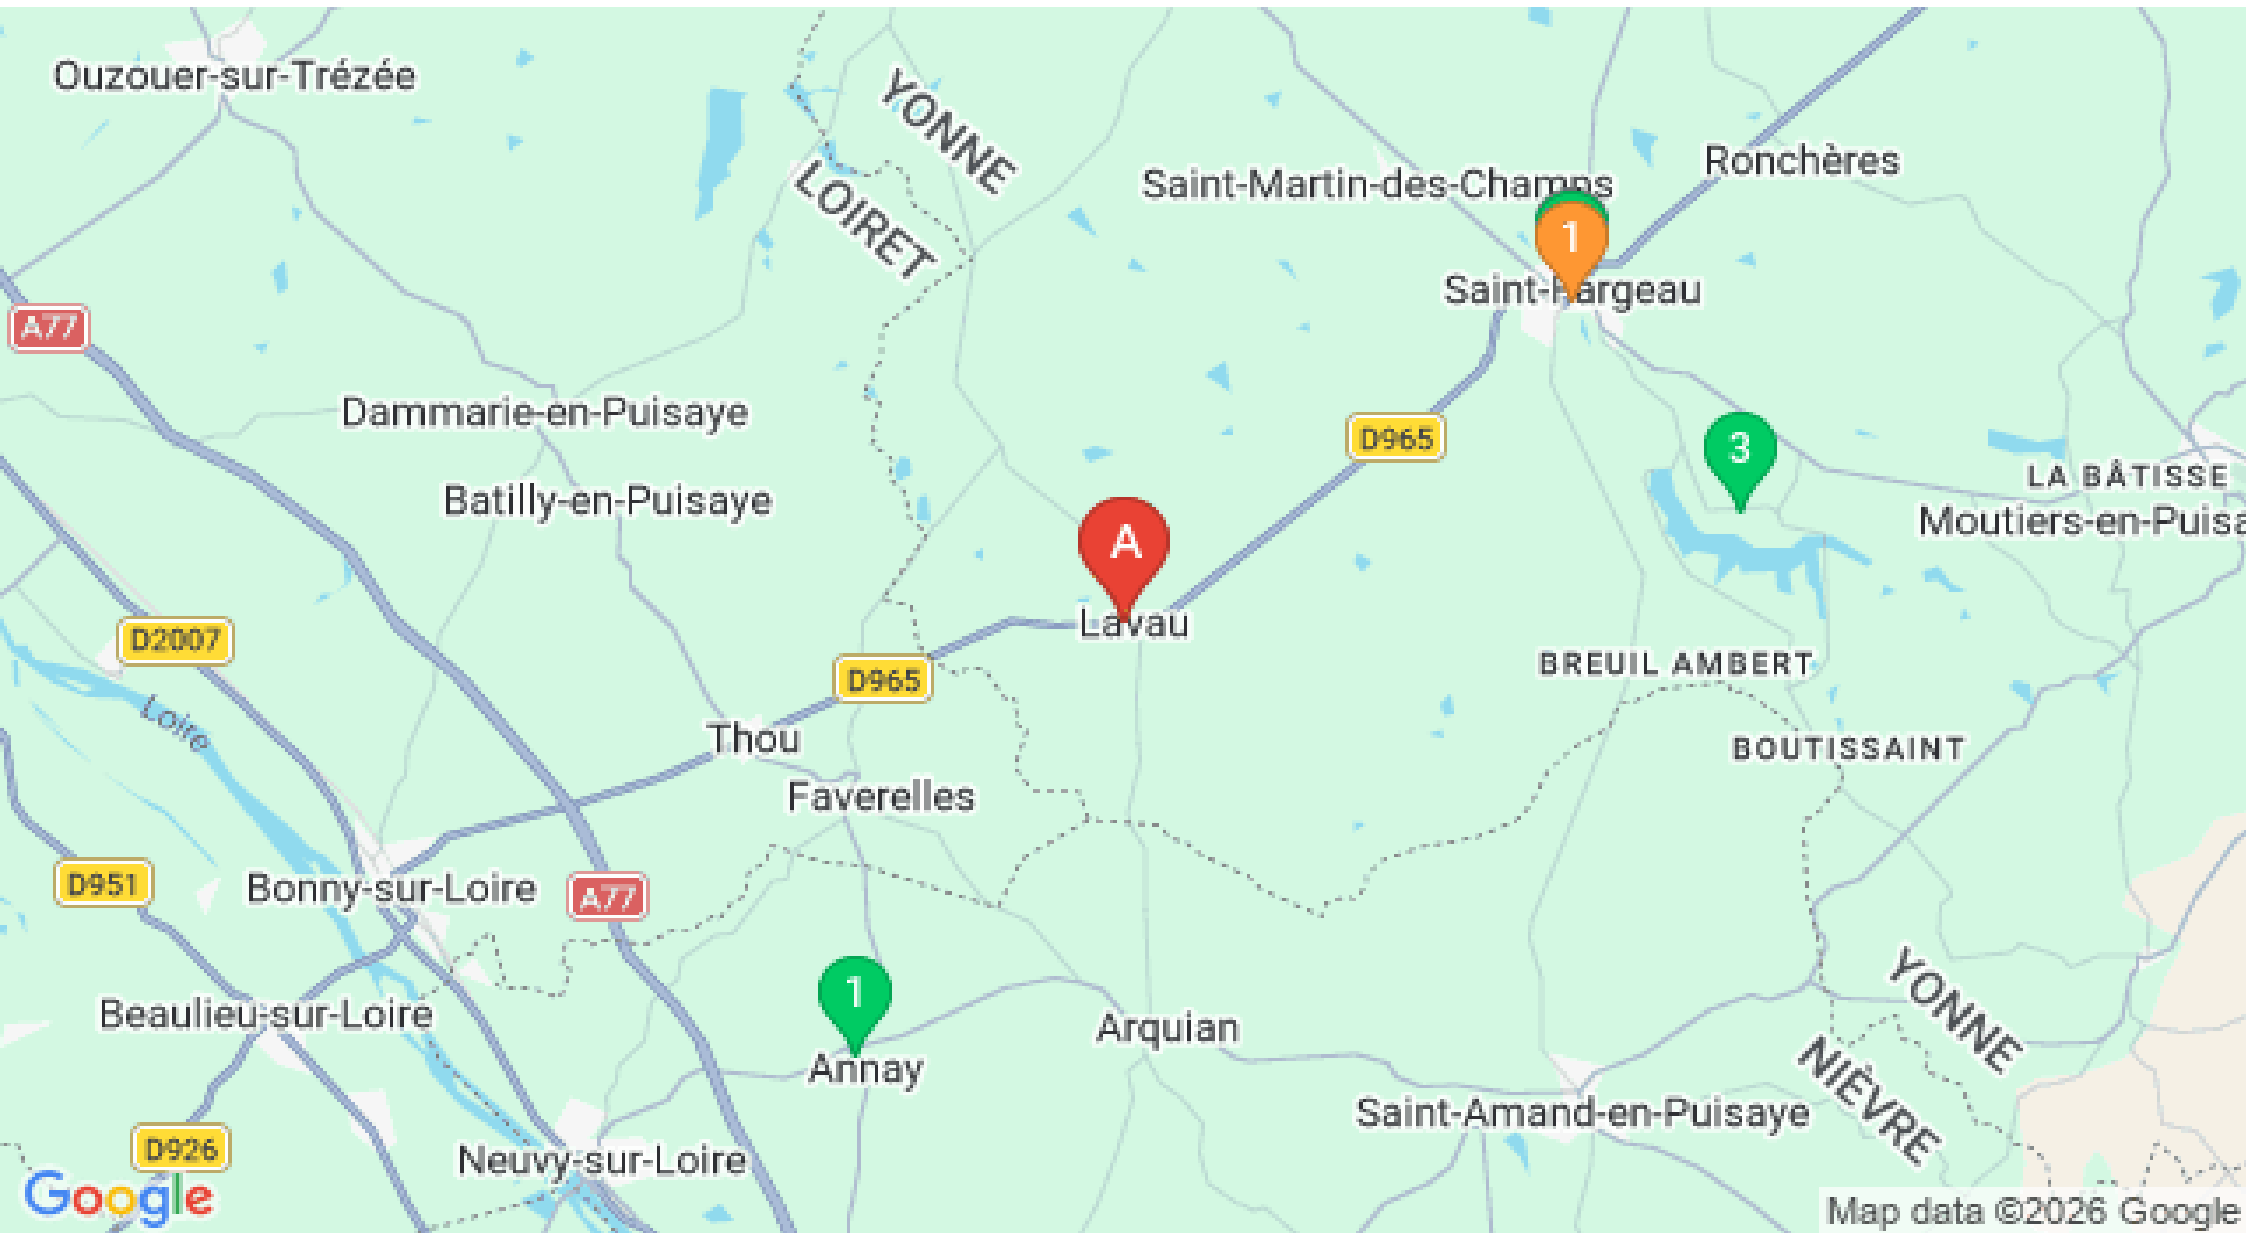 Ouzouer-sur-Trézée
YONNE
LOIRET
Saint-Martin-des-Champs
Ronchères
1
Saint-Fargeau
A77
Dammarie-en-Puisaye
D965
3
LA BÂTISSE
Batilly-en-Puisaye
Moutiers-en-Puisa
A
Lavau
D2007
D965
BREUIL AMBERT
Loire
Thou
BOUTISSAINT
Faverelles
D951
Bonny-sur-Loire
A77
1
YONNE
NIÈVRE
Beaulieu-sur-Loire
Arquian
Annay
Saint-Amand-en-Puisaye
D926
Neuvy-sur-Loire
Google
Map data ©2026 Google